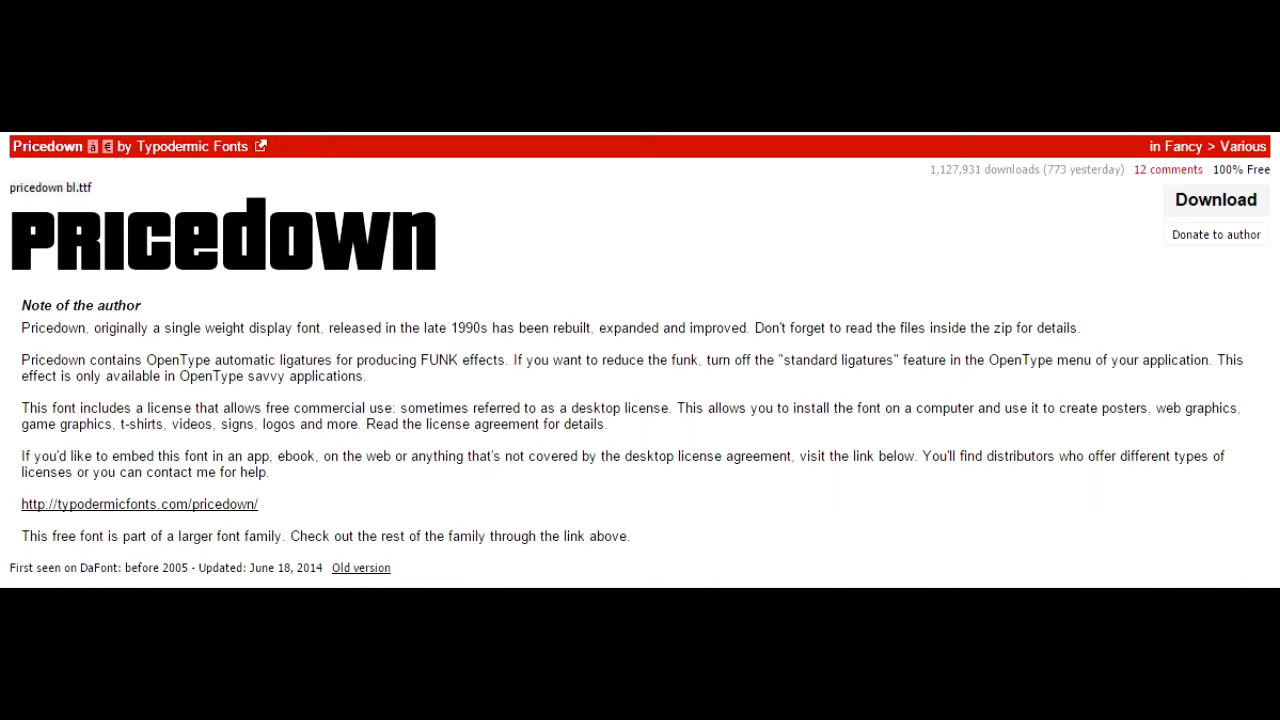 Pricedown à € by Typodermic Fonts
in Fancy > Various
1,127,931 downloads (773 yesterday) 12 comments 100% Free
pricedown bl.ttf
Download
PRICEDOWN
Donate to author
Note of the author
Pricedown, originally a single weight display font, released in the late 1990s has been rebuilt, expanded and improved. Don't forget to read the files inside the zip for details.
Pricedown contains OpenType automatic ligatures for producing FUNK effects. If you want to reduce the funk, turn off the "standard ligatures" feature in the OpenType menu of your application. This
effect is only available in OpenType savvy applications.
This font includes a license that allows free commercial use: sometimes referred to as a desktop license. This allows you to install the font on a computer and use it to create posters, web graphics,
game graphics, t-shirts, videos, signs, logos and more. Read the license agreement for details.
If you'd like to embed this font in an app, ebook, on the web or anything that's not covered by the desktop license agreement, visit the link below. You'll find distributors who offer different types of
licenses or you can contact me for help.
http://typodermicfonts.com/pricedown/
This free font is part of a larger font family. Check out the rest of the family through the link above.
First seen on DaFont: before 2005 - Updated: June 18, 2014 Old version